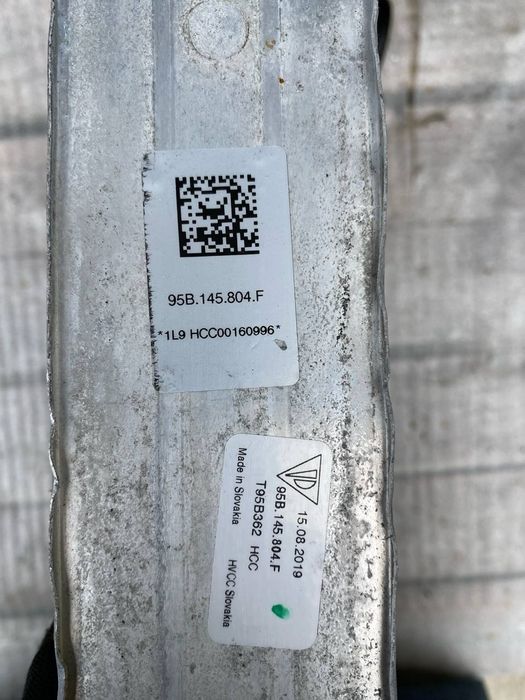 95B.145.804.F
*1L9 HCC00160996*
15.08.2019
95B.145.804.F
T95B362 HCC
Made in Slovakia HVCC Slovakia